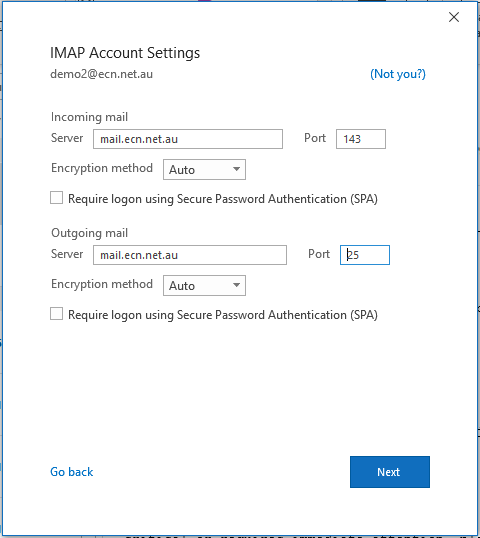 IMAP Account Settings
demo2@ecn.net.au (Not you?)
Incoming mail
Server mail.ecn.net.au Port 143
Encryption method Auto
Require logon using Secure Password Authentication (SPA)
Outgoing mail
Server mail.ecn.net.au Port 25
Encryption method Auto
Require logon using Secure Password Authentication (SPA)
Go back Next